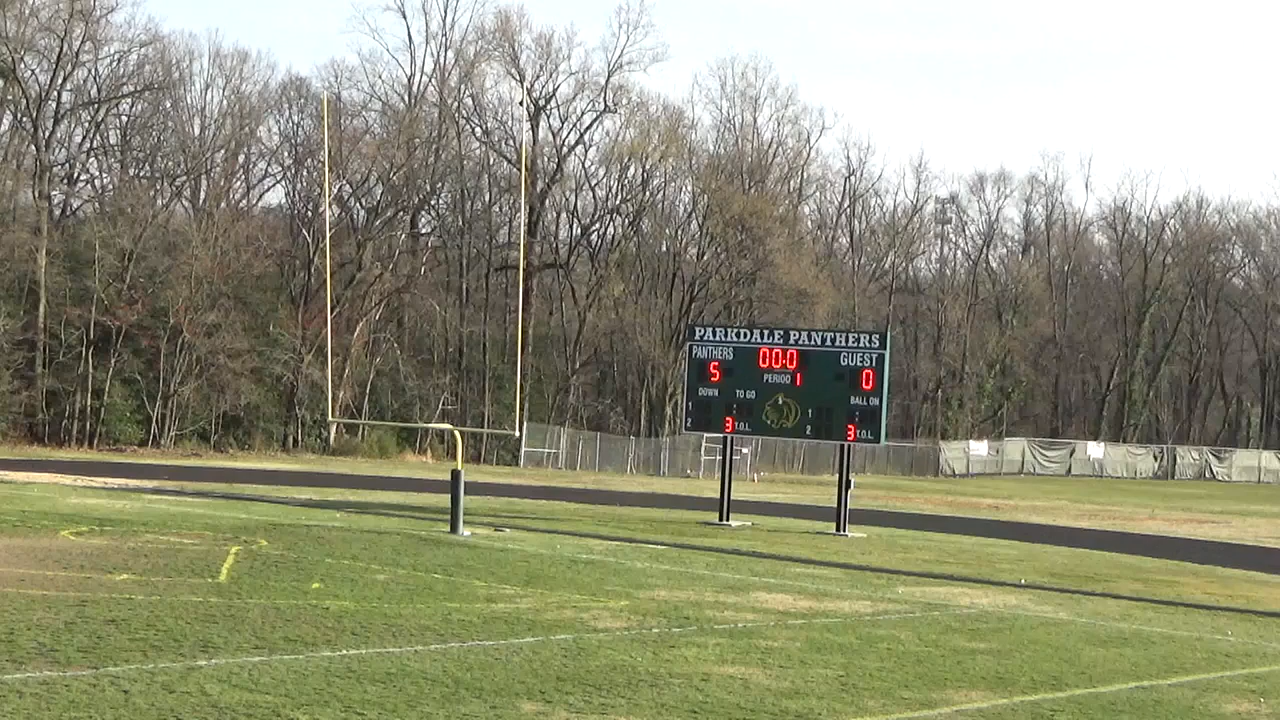 PARKDALE PANTHERS
PANTHERS 00:0 GUEST
5 PERIOD 1 0
DOWN TO GO BALL ON
1 1
2 3 T.O.L. 2 3 T.O.L.